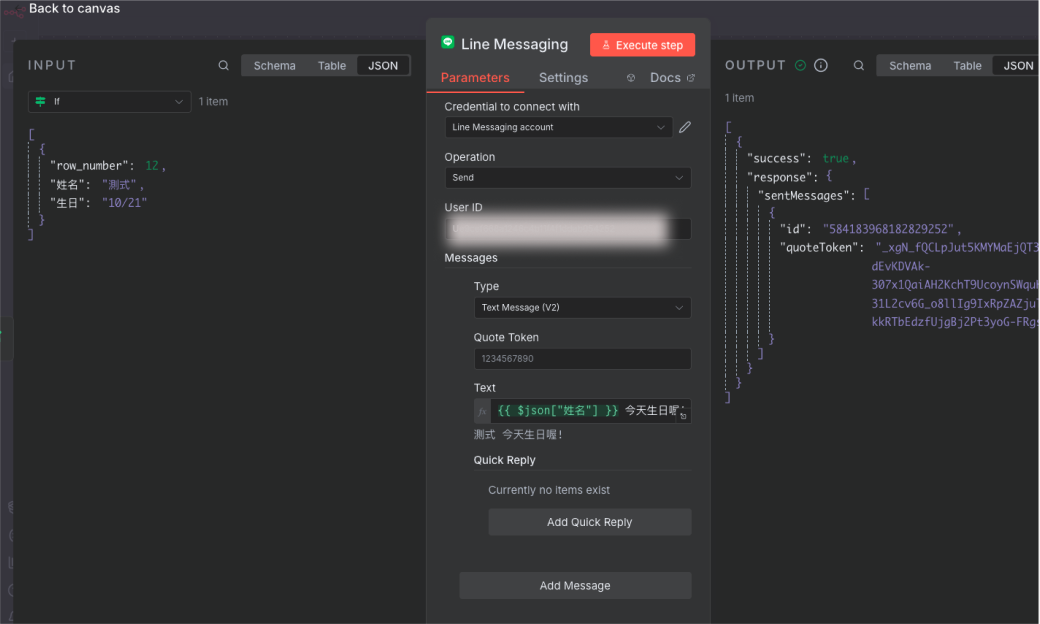 Back to canvas
INPUT
Schema
Table
JSON
If
1 item
[
{
"row_number": 12,
"姓名": "測式",
"生日": "10/21"
}
]
Line Messaging
Execute step
Parameters
Settings
Docs
Credential to connect with
Line Messaging account
Operation
Send
User ID
Messages
Type
Text Message (V2)
Quote Token
1234567890
Text
fx
{{ $json["姓名"] }} 今天生日喔!
測式 今天生日喔!
Quick Reply
Currently no items exist
Add Quick Reply
Add Message
OUTPUT
Schema
Table
JSON
1 item
[
{
"success": true,
"response": {
"sentMessages": [
{
"id": "584183968182829252",
"quoteToken": "_xgN_fQCLpJut5KMYMaEjQT3
dEvKDVAk-
307x1QaiAH2KchT9UcoynSWqu
31L2cv6G_o8llIg9IxRpZAZju
kkRTbEdzfUjgBj2Pt3yoG-FRgs
}
]
}
}
]